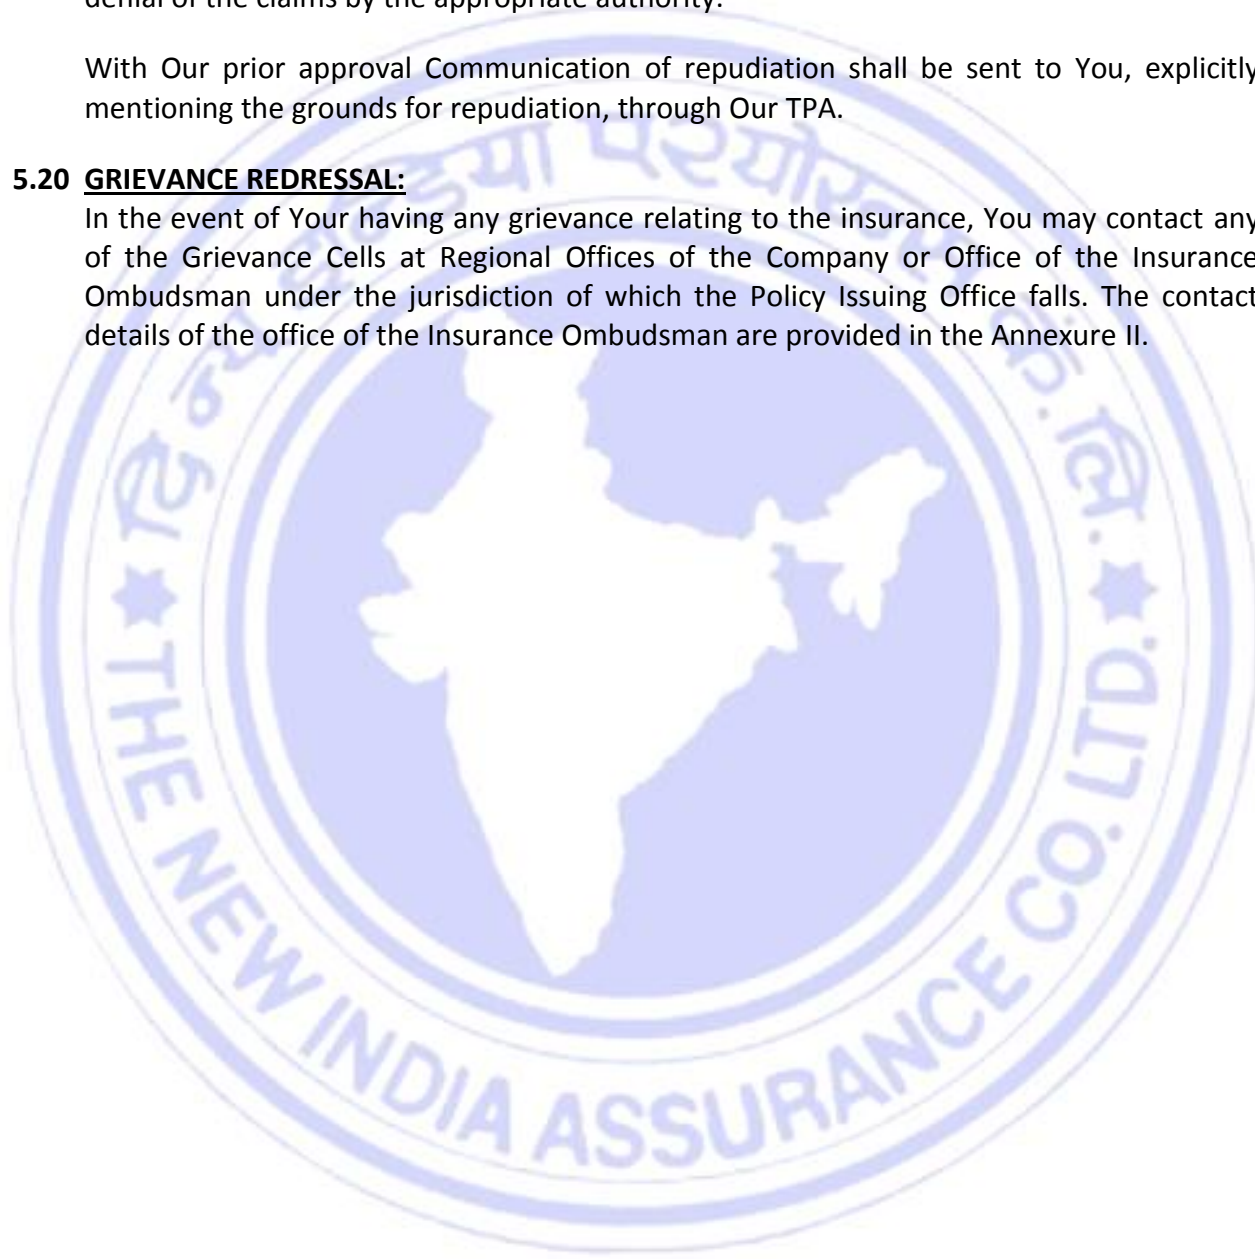 denial of the claims by the appropriate authority.
With Our prior approval Communication of repudiation shall be sent to You, explicitly
mentioning the grounds for repudiation, through Our TPA.
5.20 GRIEVANCE REDRESSAL:
In the event of Your having any grievance relating to the insurance, You may contact any
of the Grievance Cells at Regional Offices of the Company or Office of the Insurance
Ombudsman under the jurisdiction of which the Policy Issuing Office falls. The contact
details of the office of the Insurance Ombudsman are provided in the Annexure II.
दि न्यू इन्डिया एश्योरन्स कं. लि.
THE NEW INDIA ASSURANCE CO. LTD.